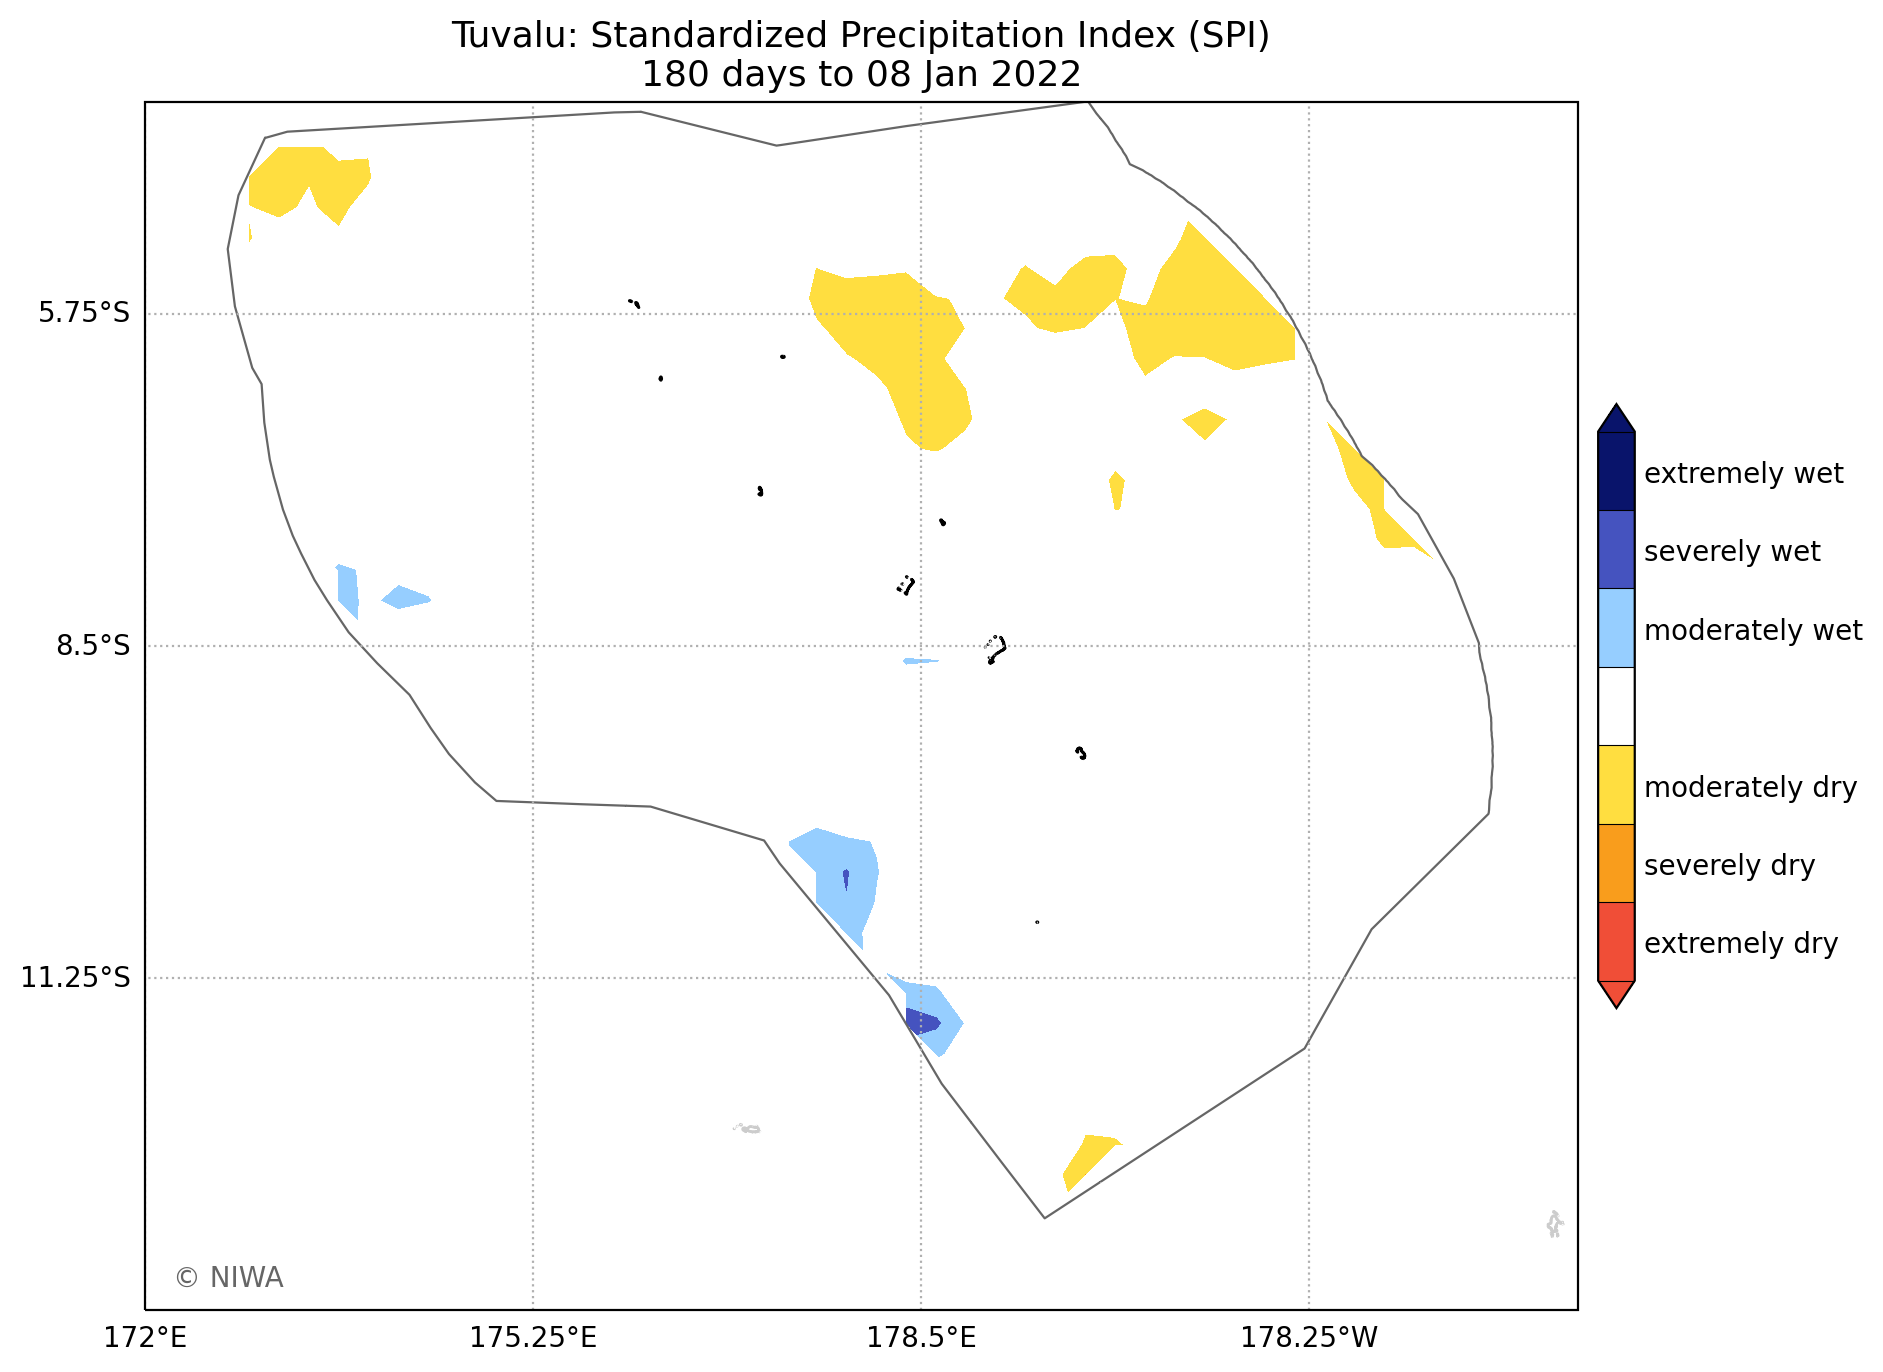 Tuvalu: Standardized Precipitation Index (SPI)
180 days to 08 Jan 2022
5.75°S
8.5°S
11.25°S
172°E
175.25°E
178.5°E
178.25°W
extremely wet
severely wet
moderately wet
moderately dry
severely dry
extremely dry
© NIWA